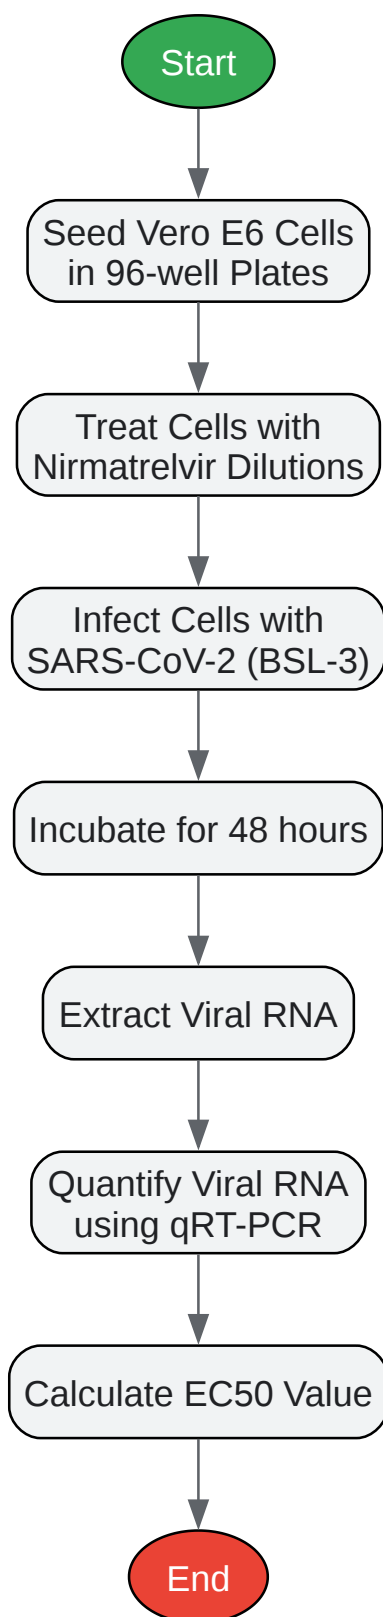 Start
Seed Vero E6 Cells
in 96-well Plates
Treat Cells with
Nirmatrelvir Dilutions
Infect Cells with
SARS-CoV-2 (BSL-3)
Incubate for 48 hours
Extract Viral RNA
Quantify Viral RNA
using qRT-PCR
Calculate EC50 Value
End